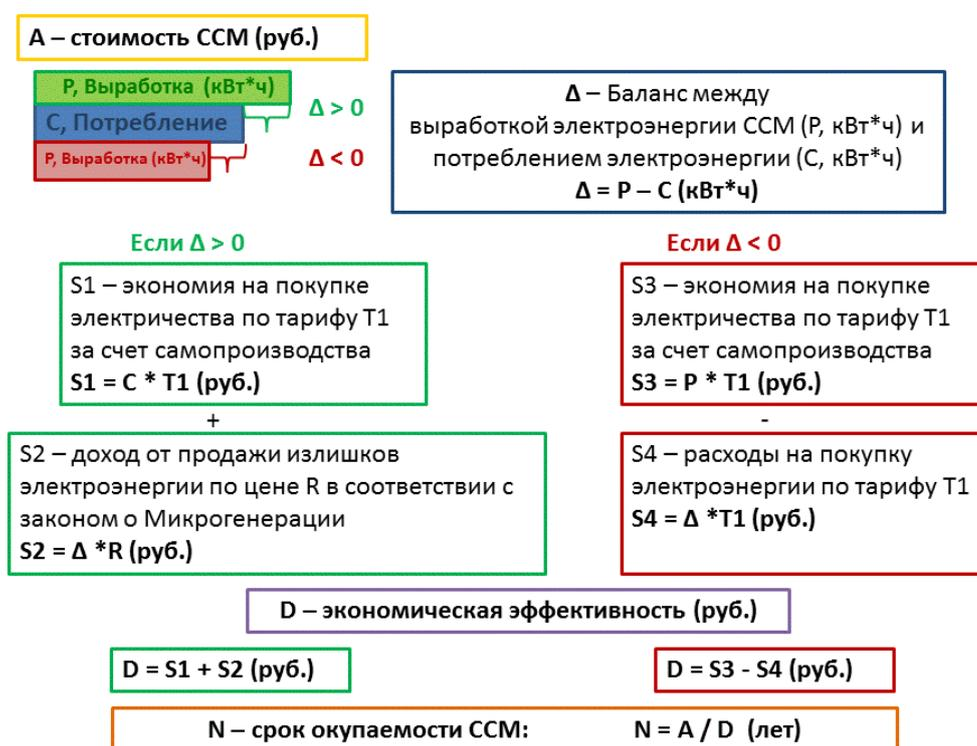 А – стоимость ССМ (руб.)
Р, Выработка (кВт*ч)
С, Потребление
Р, Выработка (кВт*ч)
Δ > 0
Δ < 0
Δ – Баланс между
выработкой электроэнергии ССМ (Р, кВт*ч) и
потреблением электроэнергии (С, кВт*ч)
Δ = Р – С (кВт*ч)
Если Δ > 0
S1 – экономия на покупке
электричества по тарифу Т1
за счет самопроизводства
S1 = С * Т1 (руб.)
+
S2 – доход от продажи излишков
электроэнергии по цене R в соответствии с
законом о Микрогенерации
S2 = Δ *R (руб.)
Если Δ < 0
S3 – экономия на покупке
электричества по тарифу Т1
за счет самопроизводства
S3 = Р * Т1 (руб.)
-
S4 – расходы на покупку
электроэнергии по тарифу Т1
S4 = Δ *Т1 (руб.)
D – экономическая эффективность (руб.)
D = S1 + S2 (руб.)
D = S3 - S4 (руб.)
N – срок окупаемости ССМ: N = A / D (лет)